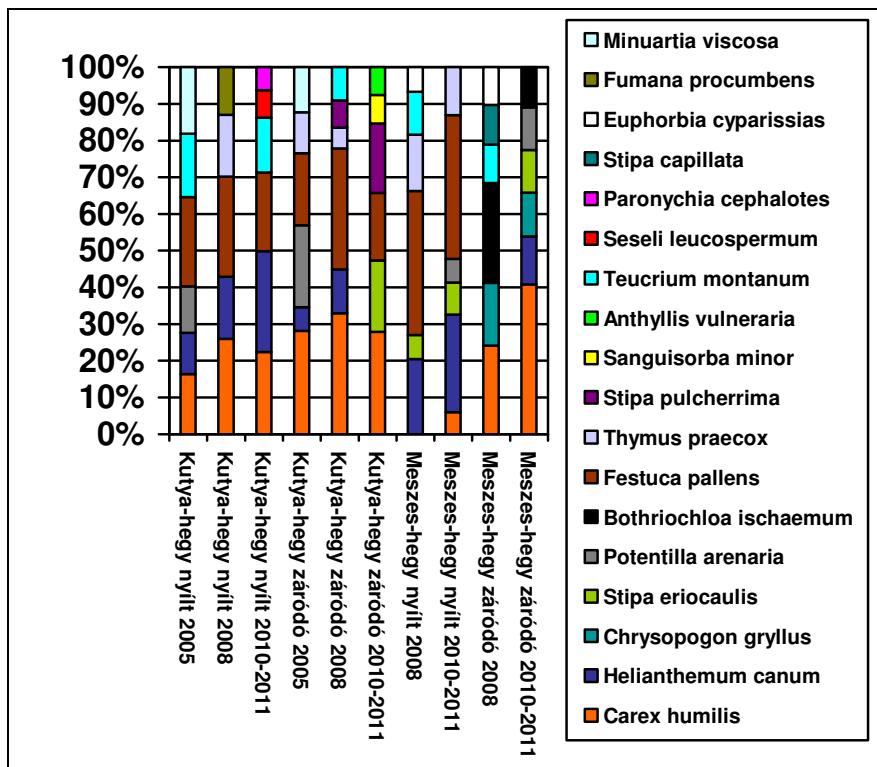 100%
90%
80%
70%
60%
50%
40%
30%
20%
10%
0%
Kutya-hegy nyílt 2005
Kutya-hegy nyílt 2008
Kutya-hegy nyílt 2010-2011
Kutya-hegy záródó 2005
Kutya-hegy záródó 2008
Kutya-hegy záródó 2010-2011
Meszes-hegy nyílt 2008
Meszes-hegy nyílt 2010-2011
Meszes-hegy záródó 2008
Meszes-hegy záródó 2010-2011
Minuartia viscosa
Fumana procumbens
Euphorbia cyparissias
Stipa capillata
Paronychia cephalotes
Seseli leucospermum
Teucrium montanum
Anthyllis vulneraria
Sanguisorba minor
Stipa pulcherrima
Thymus praecox
Festuca pallens
Bothriochloa ischaemum
Potentilla arenaria
Stipa eriocaulis
Chrysopogon gryllus
Helianthemum canum
Carex humilis